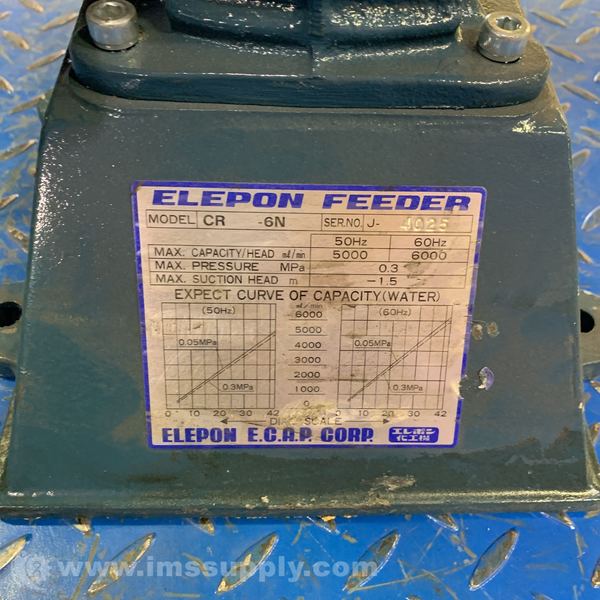 ELEPON FEEDER
MODEL CR -6N SER.NO. J- 4025
50Hz 60Hz
MAX. CAPACITY/HEAD mℓ/min 5000 6000
MAX. PRESSURE MPa 0.3
MAX. SUCTION HEAD m -1.5
EXPECT CURVE OF CAPACITY(WATER)
(50Hz) mℓ/min (60Hz)
6000
5000
0.05MPa 4000 0.05MPa
3000
2000
0.3MPa 1000 0.3MPa
0
0 10 20 30 42 0 10 20 30 42
DIAL SCALE
ELEPON E.C.A.P. CORP. エレポン
化工機
www.imssupply.com